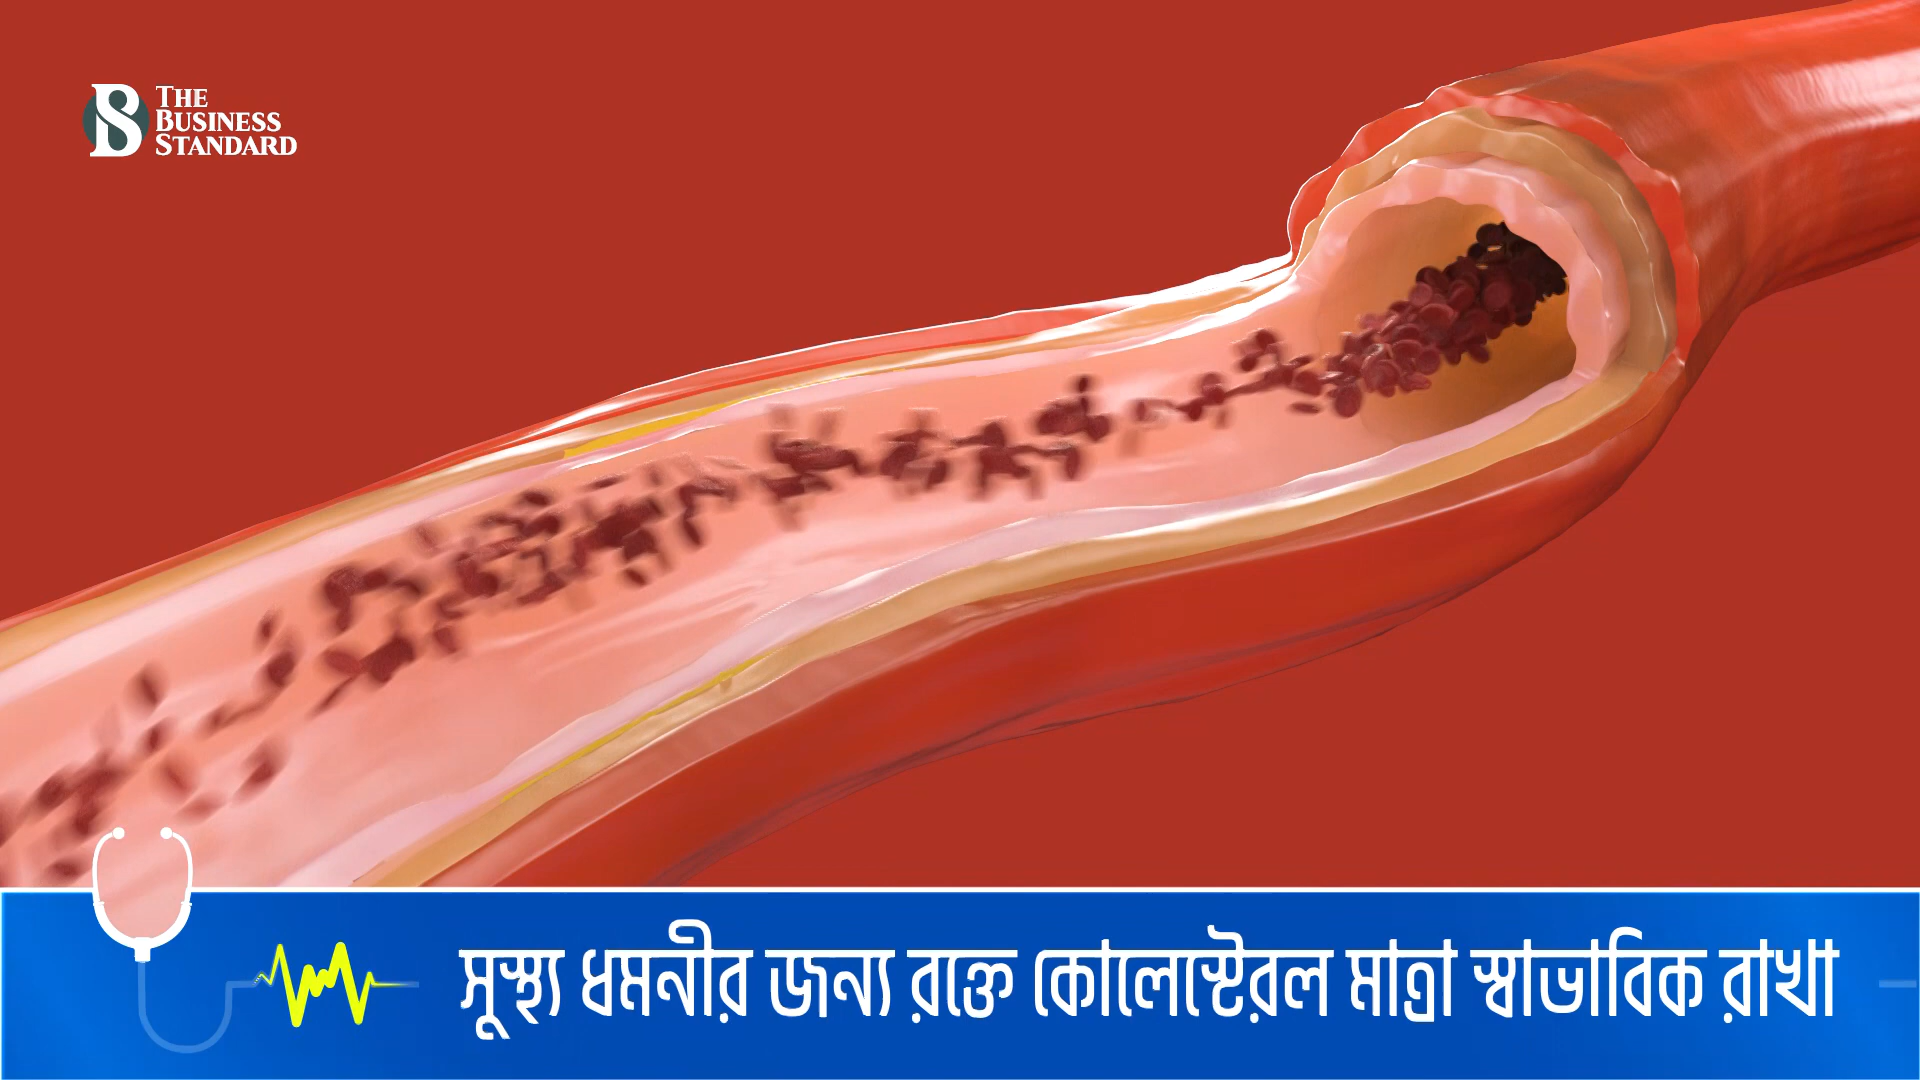 THE
BUSINESS
STANDARD
সুস্থ্য ধমনীর জন্য রক্তে কোলেস্টেরল মাত্রা স্বাভাবিক রাখা